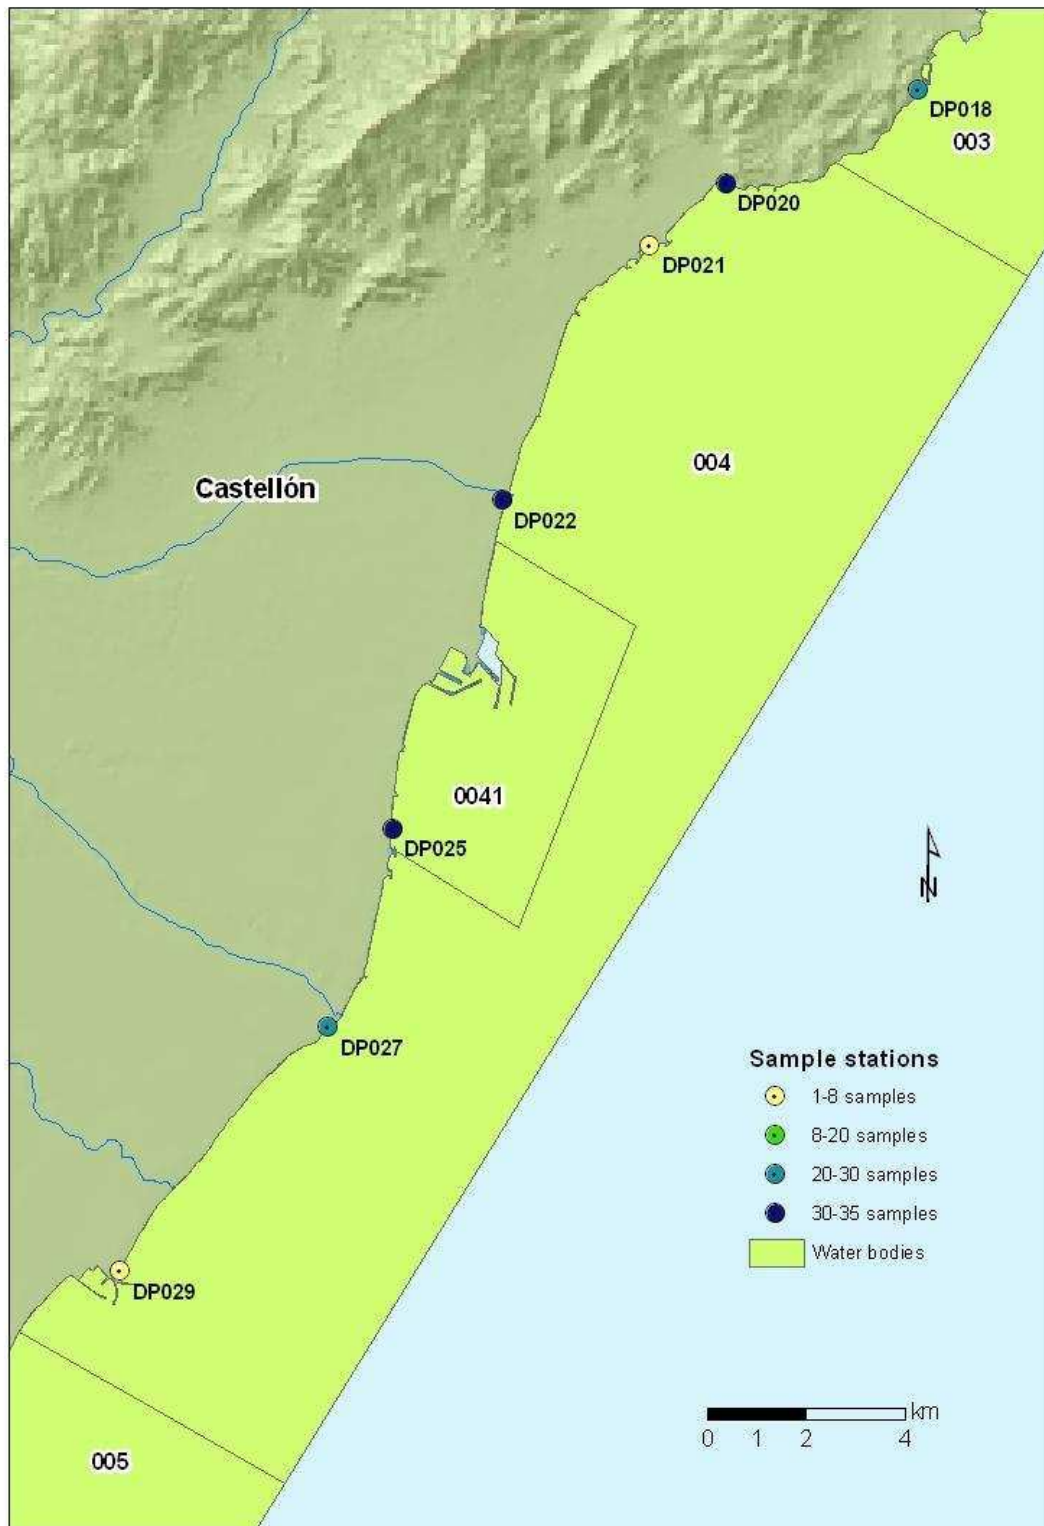 DP018
003
DP020
DP021
004
Castellón
DP022
0041
DP025
N
DP027
Sample stations
1-8 samples
8-20 samples
20-30 samples
30-35 samples
Water bodies
DP029
km
0 1 2 4
005